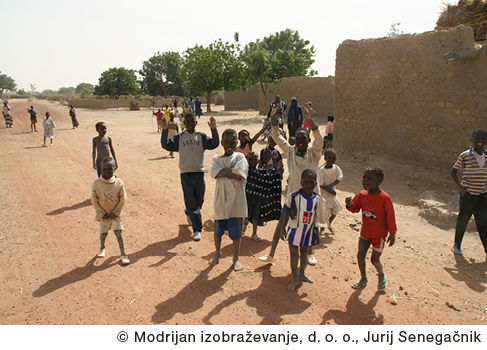 © Modrijan izobraževanje, d. o. o., Jurij Senegačnik